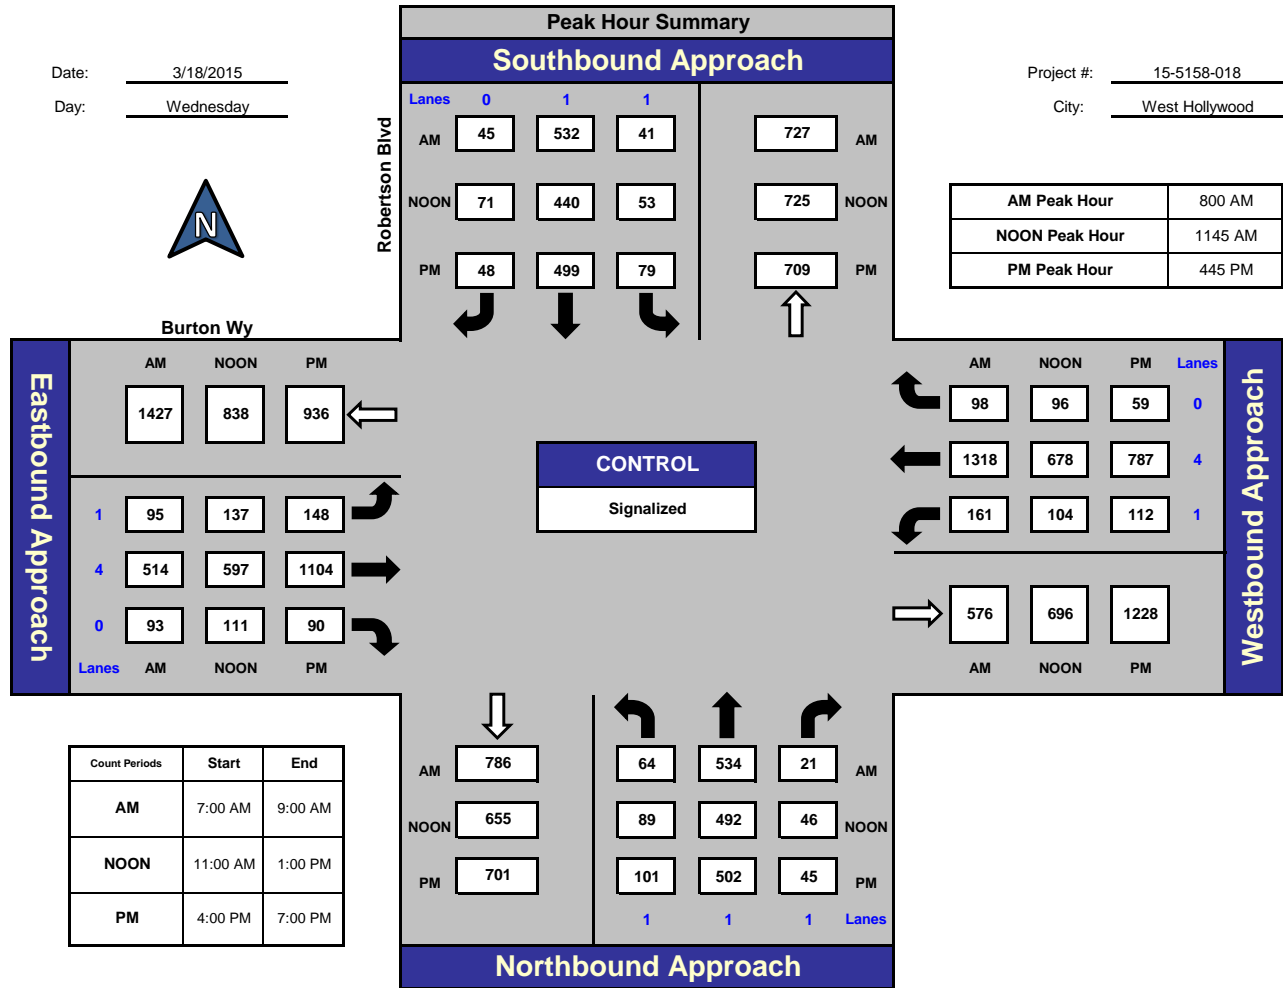 Peak Hour Summary
Southbound Approach
Date: 3/18/2015
Day: Wednesday
Project #: 15-5158-018
City: West Hollywood
N
Robertson Blvd
Lanes 0 1 1
AM 45 532 41 727 AM
NOON 71 440 53 725 NOON
PM 48 499 79 709 PM
AM Peak Hour 800 AM
NOON Peak Hour 1145 AM
PM Peak Hour 445 PM
Burton Wy
Eastbound Approach
AM NOON PM
1427 838 936
1 95 137 148
4 514 597 1104
0 93 111 90
Lanes AM NOON PM
CONTROL
Signalized
AM NOON PM Lanes
98 96 59 0
1318 678 787 4
161 104 112 1
576 696 1228
AM NOON PM
Westbound Approach
Count Periods Start End
AM 7:00 AM 9:00 AM
NOON 11:00 AM 1:00 PM
PM 4:00 PM 7:00 PM
AM 786 64 534 21 AM
NOON 655 89 492 46 NOON
PM 701 101 502 45 PM
1 1 1 Lanes
Northbound Approach